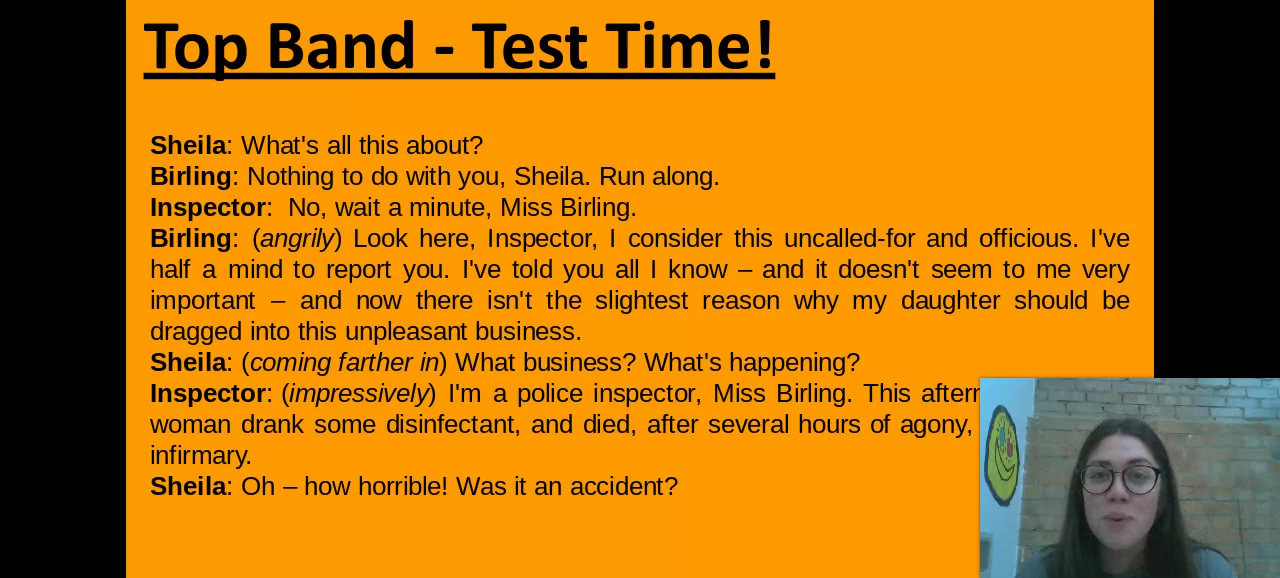 Top Band - Test Time!
Sheila: What's all this about?
Birling: Nothing to do with you, Sheila. Run along.
Inspector: No, wait a minute, Miss Birling.
Birling: (angrily) Look here, Inspector, I consider this uncalled-for and officious. I've
half a mind to report you. I've told you all I know – and it doesn't seem to me very
important – and now there isn't the slightest reason why my daughter should be
dragged into this unpleasant business.
Sheila: (coming farther in) What business? What's happening?
Inspector: (impressively) I'm a police inspector, Miss Birling. This
woman drank some disinfectant, and died, after several hours of agony,
infirmary.
Sheila: Oh – how horrible! Was it an accident?